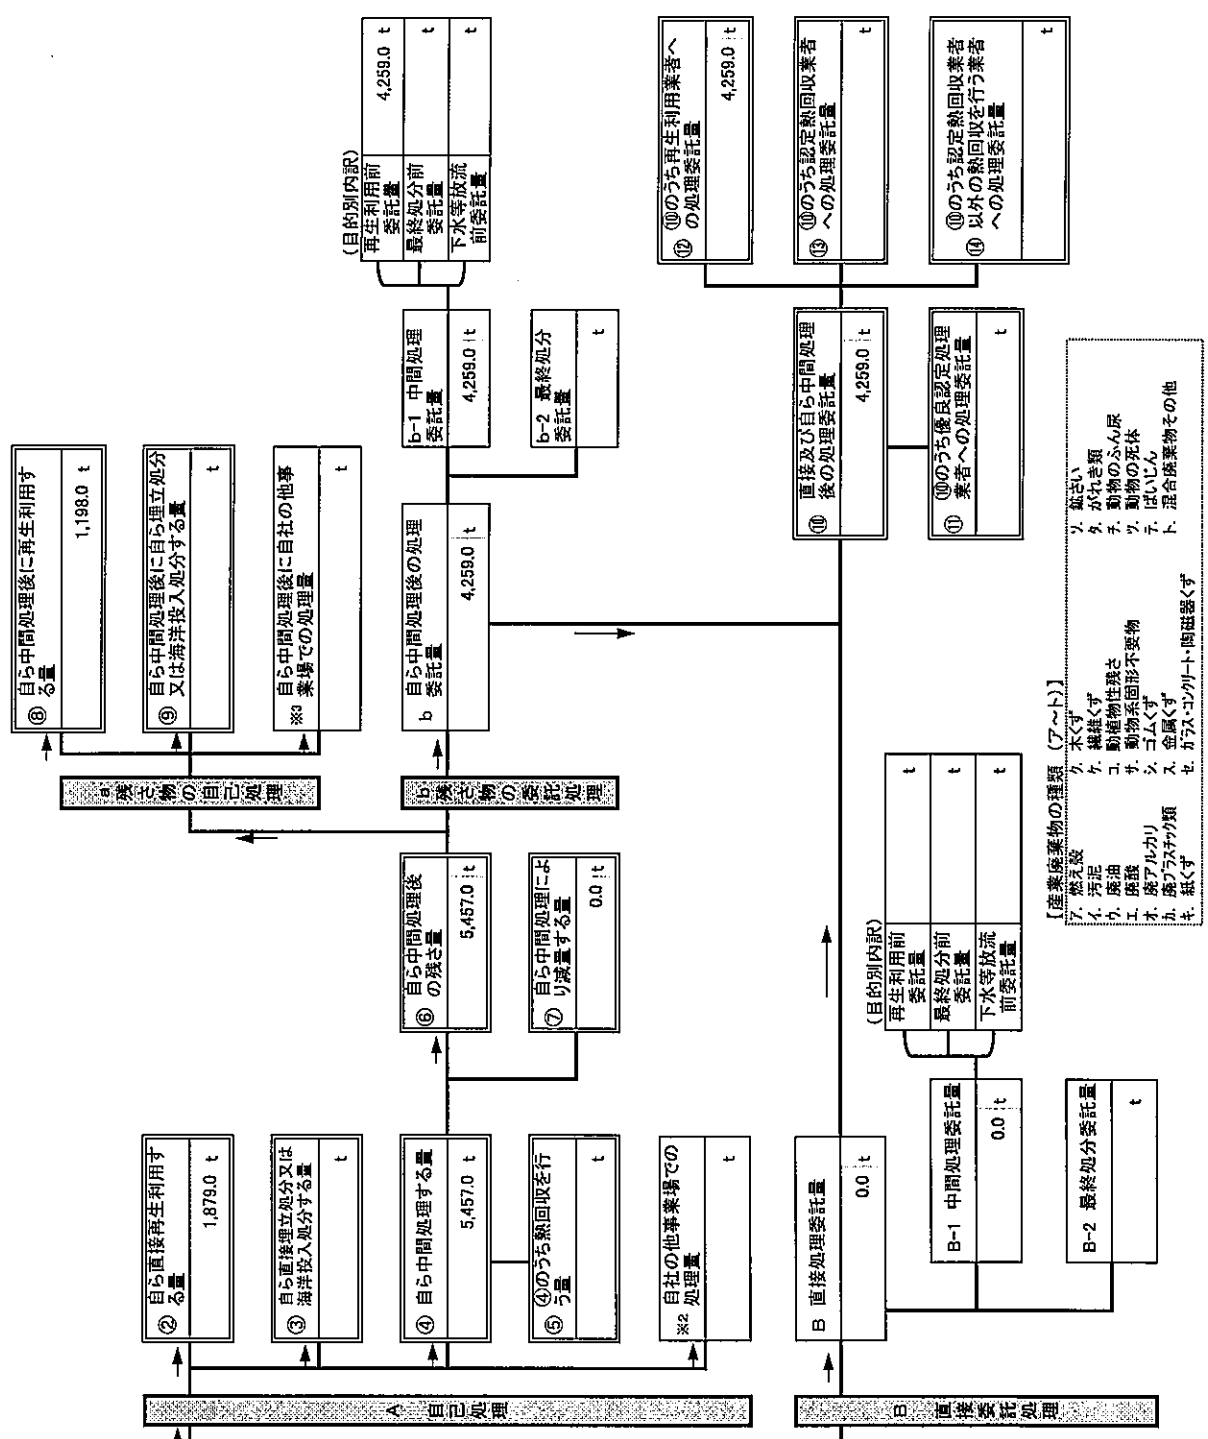 A 自己処理
② 自ら直接再生利用す
る量
1,879.0 t
③ 自ら直接埋立処分又は
海洋投入処分する量
t
④ 自ら中間処理する量
5,457.0 t
⑤ ④のうち熱回収を行
う量
t
※2 自社の他事業場での
処理量
t
⑥ 自ら中間処理後
の残さ量
5,457.0 t
⑦ 自ら中間処理によ
り減量する量
0.0 t
a 残さ物の自己処理
⑧ 自ら中間処理後に再生利用す
る量
1,198.0 t
⑨ 自ら中間処理後に自ら埋立処分
又は海洋投入処分する量
t
※3 自ら中間処理後に自社の他事
業場での処理量
t
b 残さ物の委託処理
b 自ら中間処理後の処理
委託量
4,259.0 t
b-1 中間処理
委託量
4,259.0 t
b-2 最終処分
委託量
t
(目的別内訳)
再生利用前
委託量
4,259.0 t
最終処分前
委託量
t
下水等放流
前委託量
t
B 直接委託処理
B 直接処理委託量
0.0 t
B-1 中間処理委託量
0.0 t
B-2 最終処分委託量
t
(目的別内訳)
再生利用前
委託量
t
最終処分前
委託量
t
下水等放流
前委託量
t
⑩ 直接及び自ら中間処理
後の処理委託量
4,259.0 t
⑪ ⑩のうち優良認定処理
業者への処理委託量
t
⑫ ⑩のうち再生利用業者へ
の処理委託量
4,259.0 t
⑬ ⑩のうち認定熱回収業者
への処理委託量
t
⑭ ⑩のうち認定熱回収業者
以外の熱回収を行う業者
への処理委託量
t
【産業廃棄物の種類(ア~ト)】
ア. 燃え殻
イ. 汚泥
ウ. 廃油
エ. 廃酸
オ. 廃アルカリ
カ. 廃プラスチック類
キ. 紙くず
ク. 木くず
ケ. 繊維くず
コ. 動植物性残さ
サ. 動物系固形不要物
シ. ゴムくず
ス. 金属くず
セ. ガラス・コンクリート・陶磁器くず
ソ. 鉱さい
タ. がれき類
チ. 動物のふん尿
ツ. 動物の死体
テ. ばいじん
ト. 混合廃棄物その他